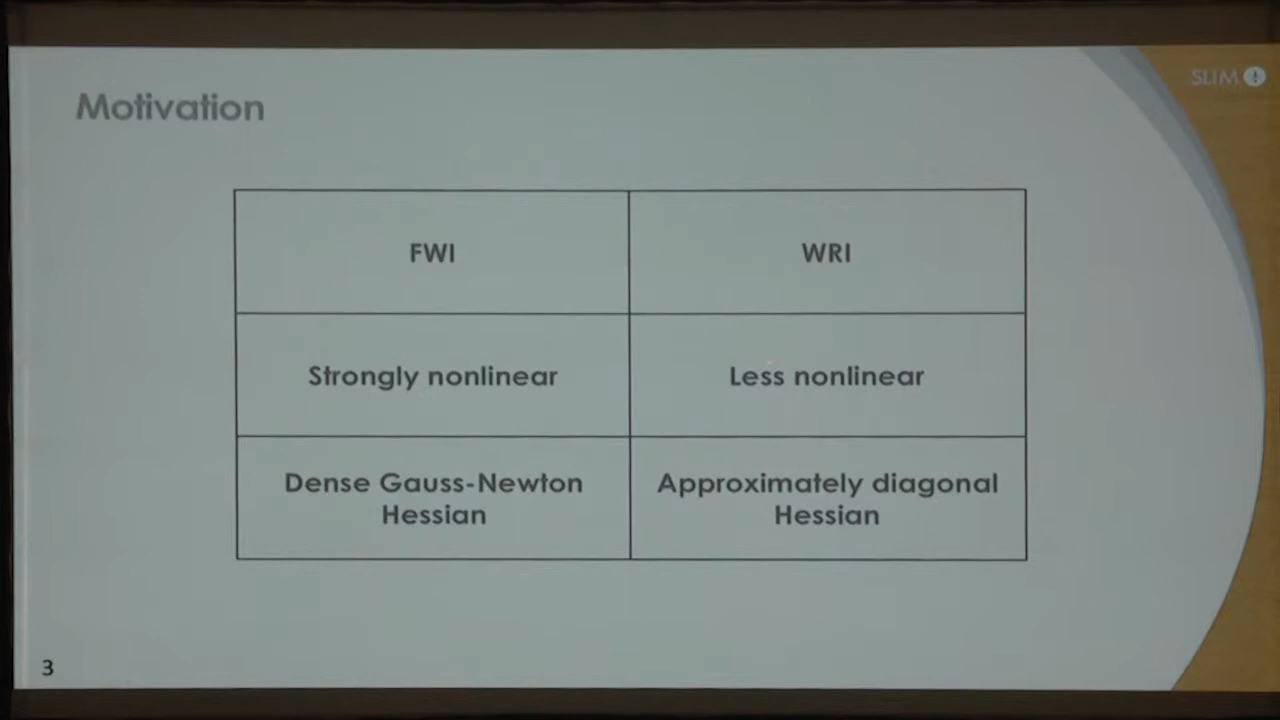 Motivation
SLIM
FWI
WRI
Strongly nonlinear
Less nonlinear
Dense Gauss-Newton
Hessian
Approximately diagonal
Hessian
3